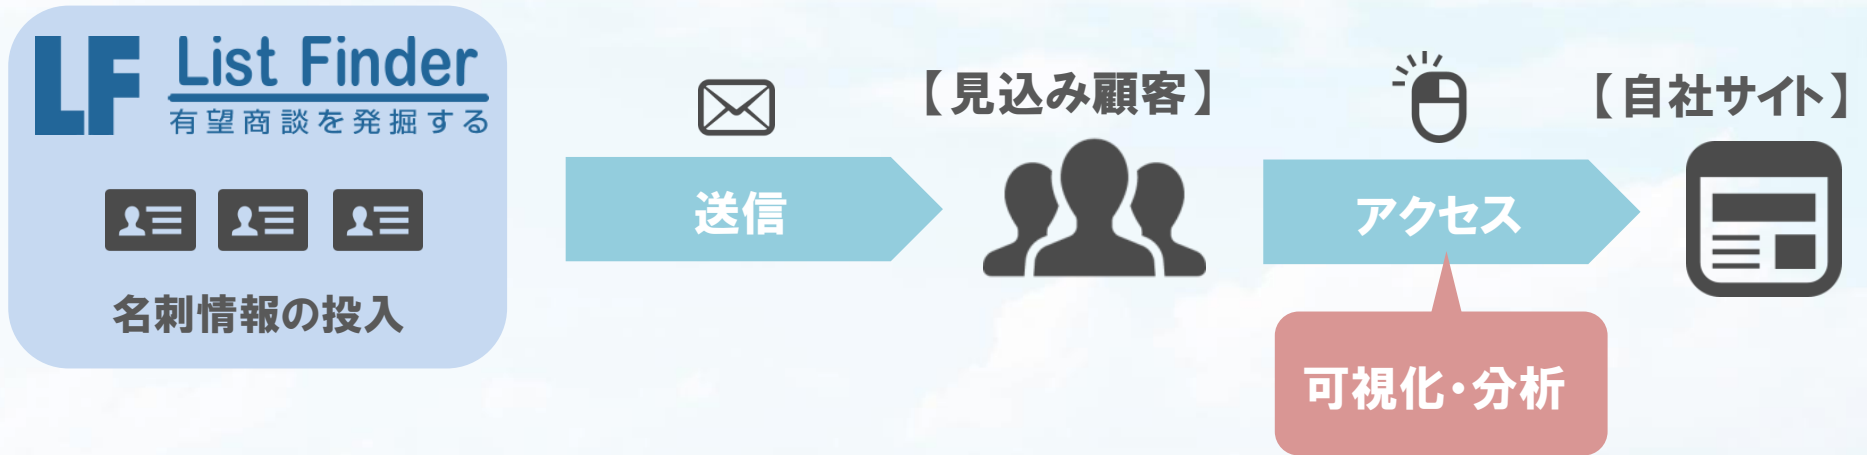 LF List Finder
有望商談を発掘する
名刺情報の投入
送信
【見込み顧客】
アクセス
可視化・分析
【自社サイト】